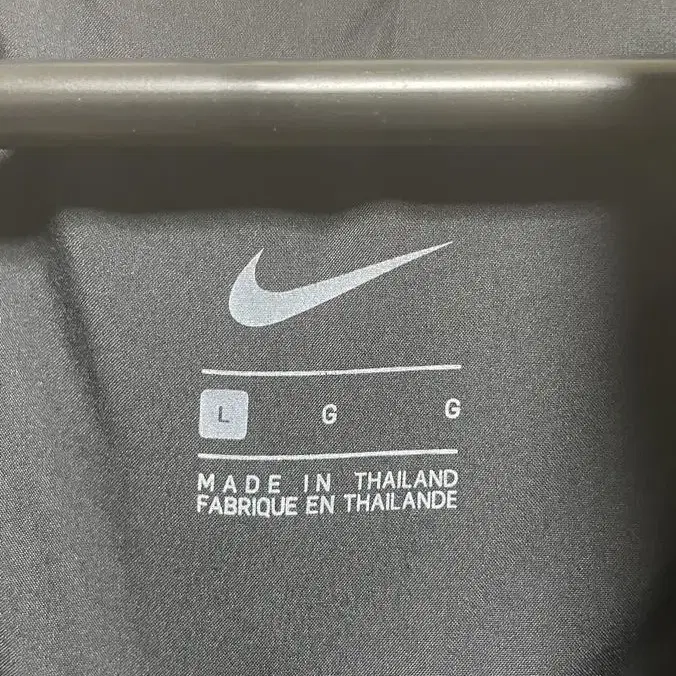 L G G
MADE IN THAILAND
FABRIQUE EN THAILANDE